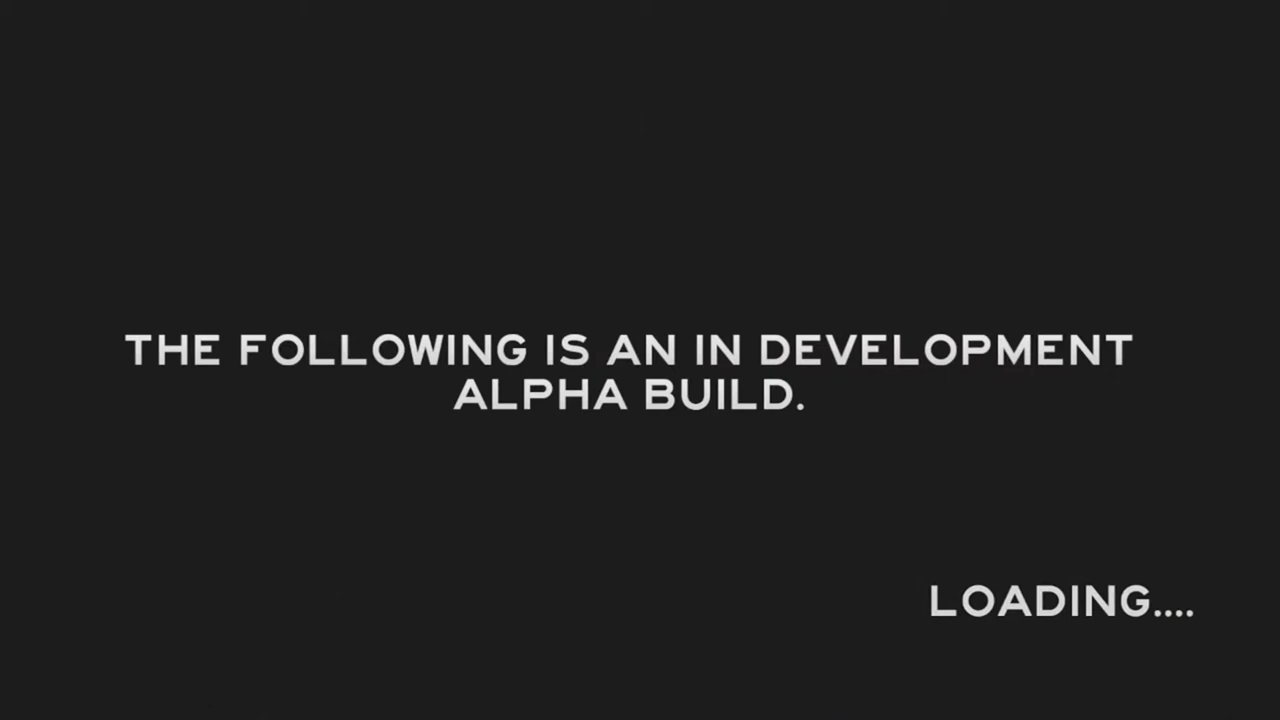 THE FOLLOWING IS AN IN DEVELOPMENT
ALPHA BUILD.
LOADING....